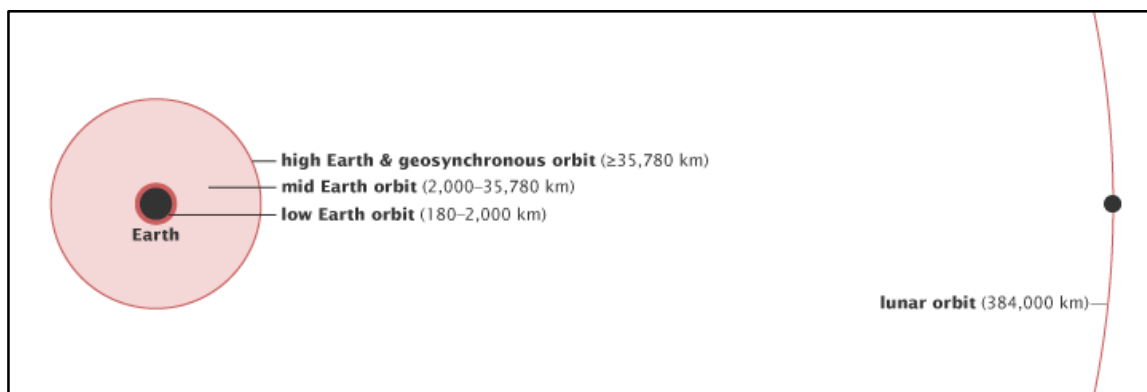 high Earth & geosynchronous orbit (≥35,780 km)
mid Earth orbit (2,000–35,780 km)
low Earth orbit (180–2,000 km)
Earth
lunar orbit (384,000 km)